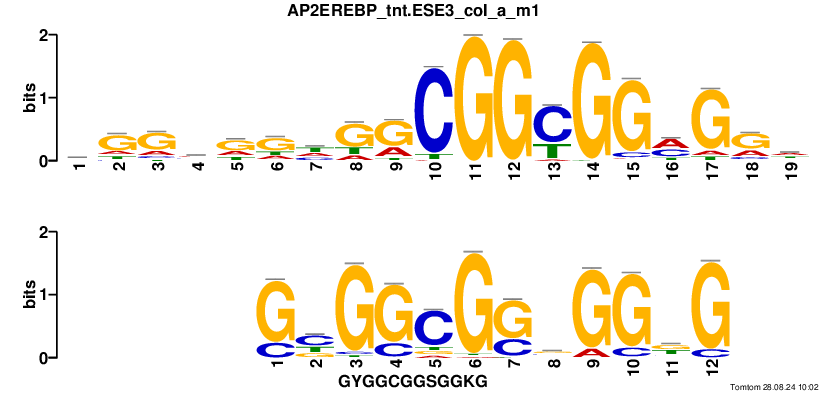 AP2EREBP_tnt.ESE3_col_a_m1
2
1
0
bits
1 2 3 4 5 6 7 8 9 10 11 12 13 14 15 16 17 18 19
2
1
0
bits
1 2 3 4 5 6 7 8 9 10 11 12
GYGGCGGSGGKG
Tomtom 28.08.24 10:02